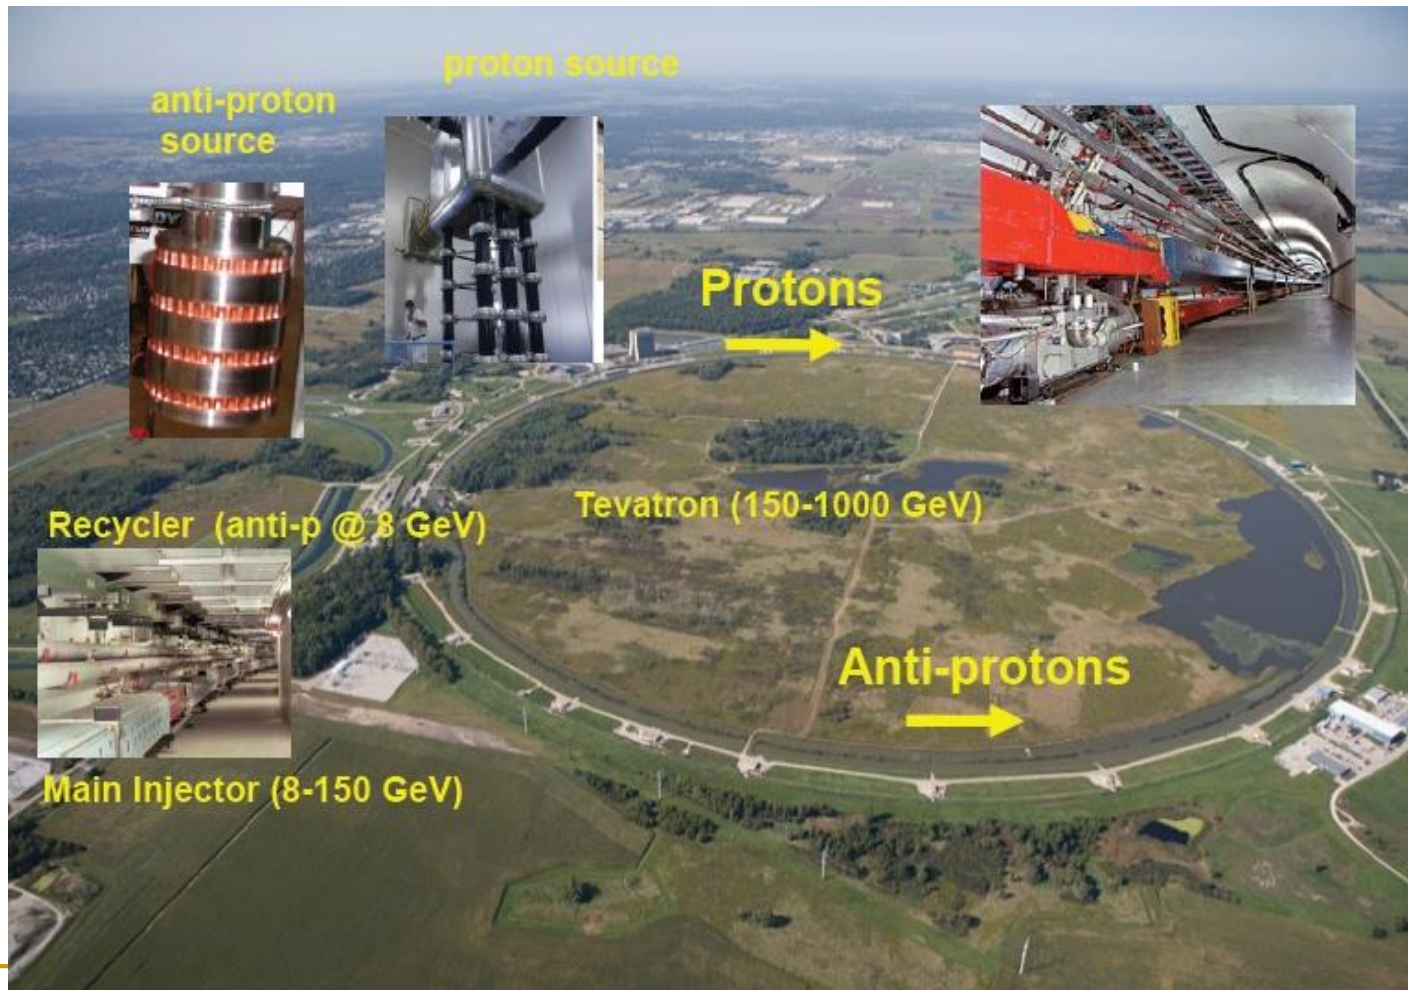 proton source
anti-proton
source
DY
Protons
Tevatron (150-1000 GeV)
Recycler (anti-p @ 8 GeV)
Anti-protons
Main Injector (8-150 GeV)